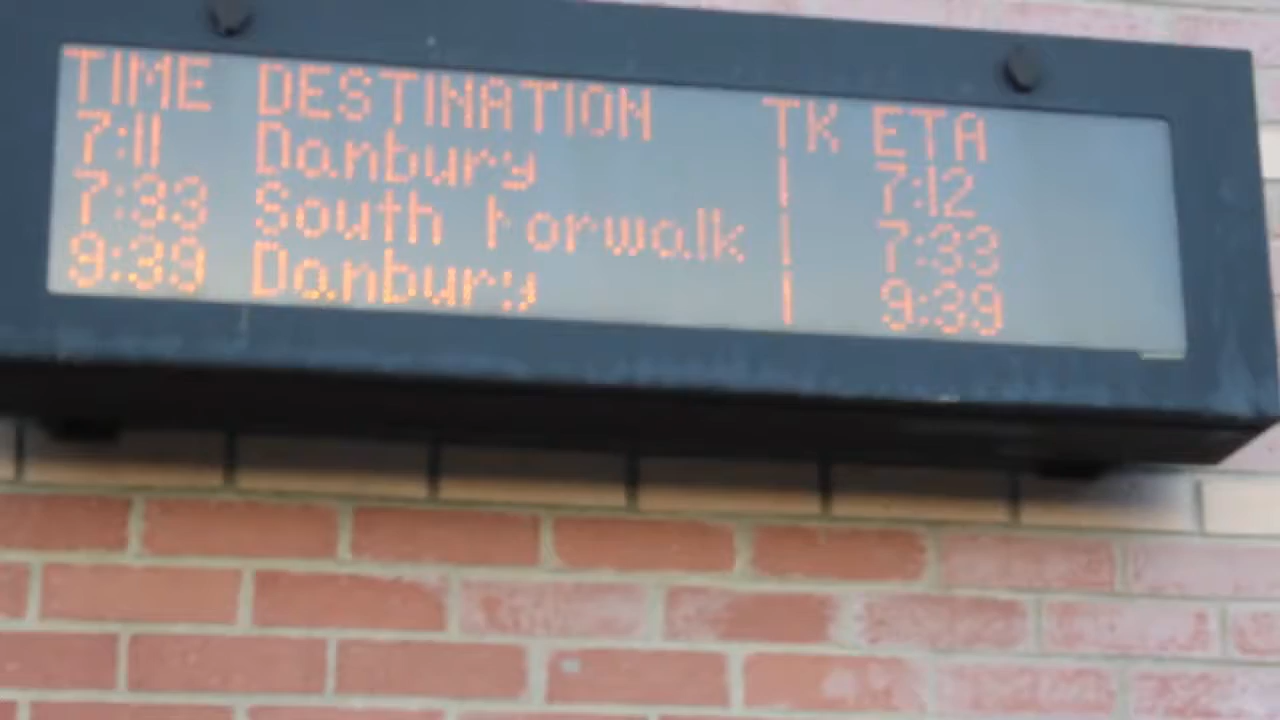 TIME DESTINATION TK ETA
7:11 Danbury 1 7:12
7:33 South Norwalk 1 7:33
9:39 Danbury 1 9:39